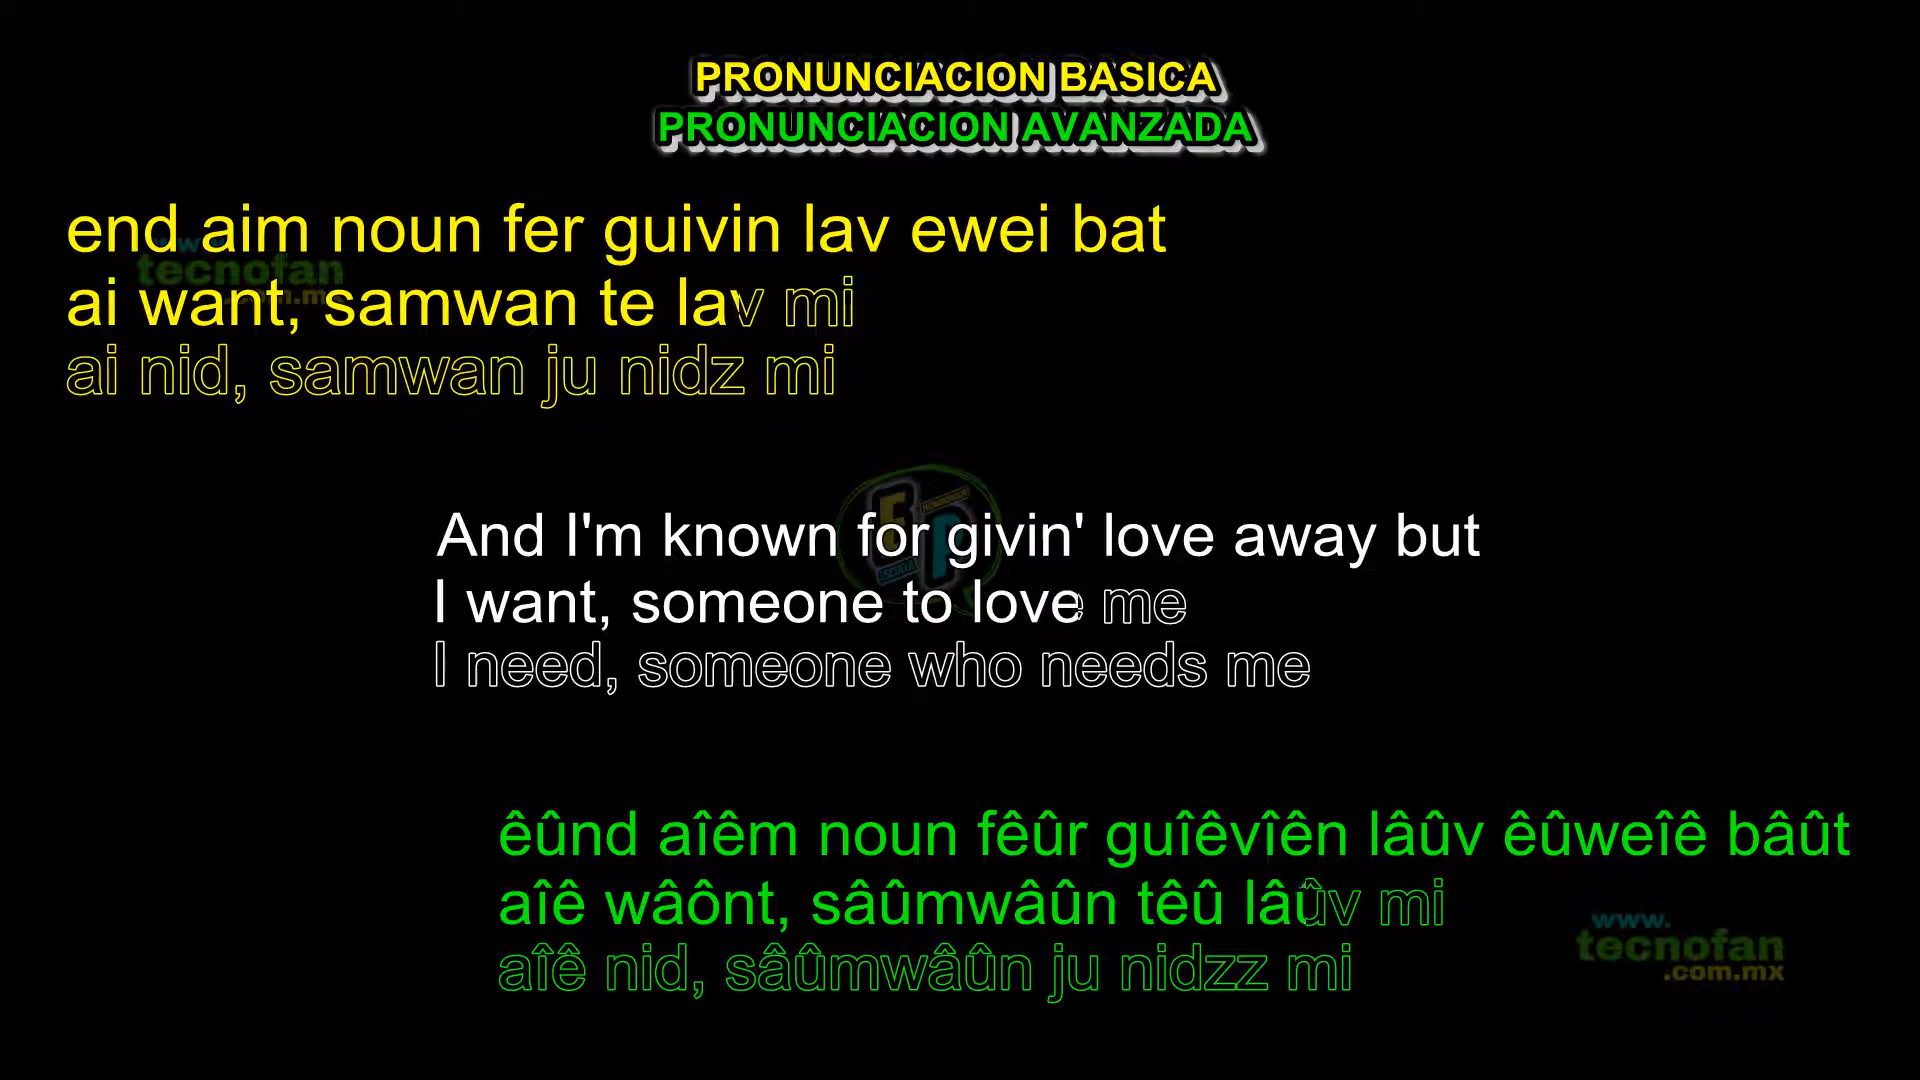 PRONUNCIACION BASICA
PRONUNCIACION AVANZADA
end aim noun fer guivin lav ewei bat
tecnofan
.com.mx
ai want, samwan te lav mi
ai nid, samwan ju nidz mi
And I'm known for givin' love away but
I want, someone to love me
I need, someone who needs me
êûnd aîêm noun fêûr guîêvîên lâûv êûweîê bâût
aîê wâônt, sâûmwâûn têû lâûv mi
aîê nid, sâûmwâûn ju nidzz mi
www.
tecnofan
.com.mx